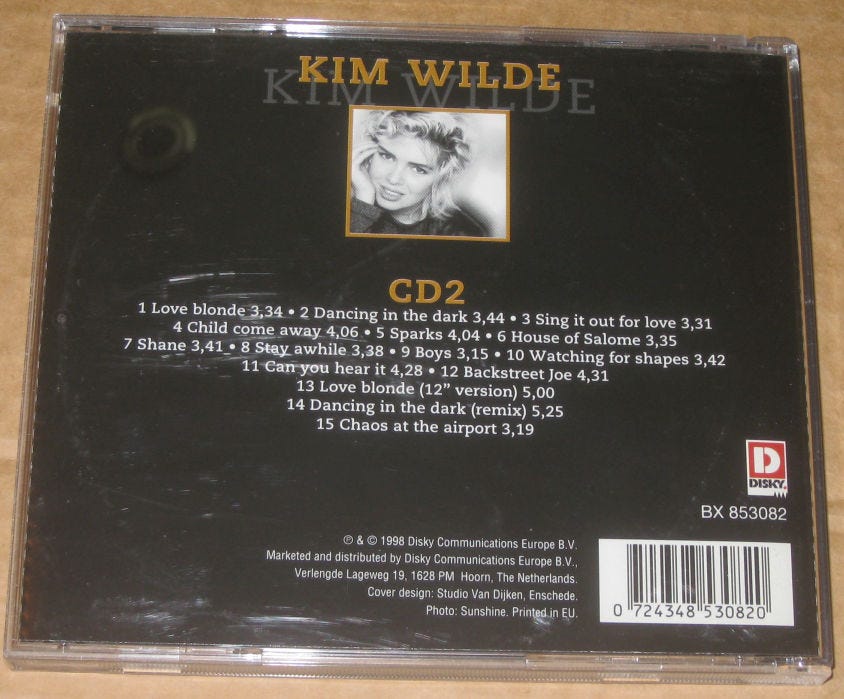 KIM WILDE
KIM WILDE
CD2
1 Love blonde 3,34 • 2 Dancing in the dark 3,44 • 3 Sing it out for love 3,31
4 Child come away 4,06 • 5 Sparks 4,04 • 6 House of Salome 3,35
7 Shane 3,41 • 8 Stay awhile 3,38 • 9 Boys 3,15 • 10 Watching for shapes 3,42
11 Can you hear it 4,28 • 12 Backstreet Joe 4,31
13 Love blonde (12” version) 5,00
14 Dancing in the dark (remix) 5,25
15 Chaos at the airport 3,19
D
DISKY
BX 853082
℗ & © 1998 Disky Communications Europe B.V.
Marketed and distributed by Disky Communications Europe B.V.,
Verlengde Lageweg 19, 1628 PM Hoorn, The Netherlands.
Cover design: Studio Van Dijken, Enschede.
Photo: Sunshine. Printed in EU.
0 724348 530820